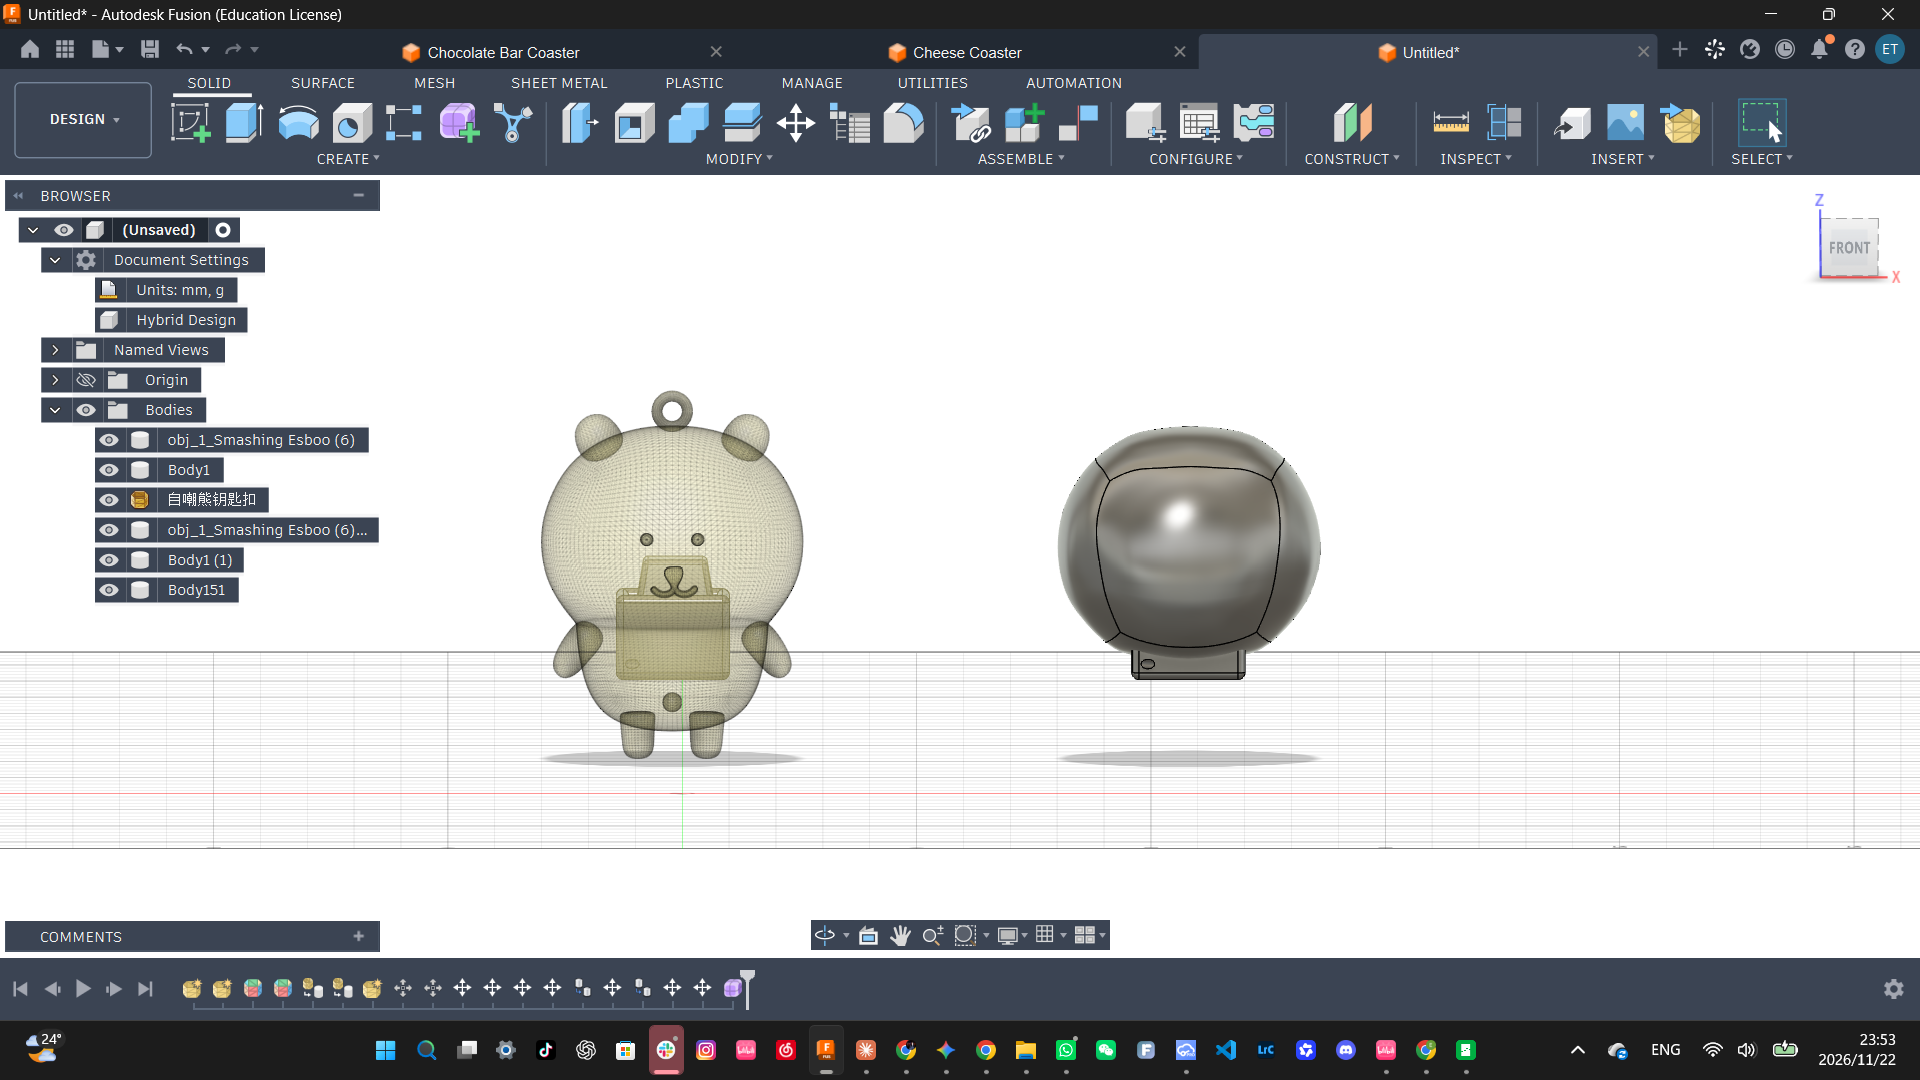 Untitled* - Autodesk Fusion (Education License)
Chocolate Bar Coaster
Cheese Coaster
Untitled*
ET
DESIGN
SOLID
SURFACE
MESH
SHEET METAL
PLASTIC
MANAGE
UTILITIES
AUTOMATION
CREATE
MODIFY
ASSEMBLE
CONFIGURE
CONSTRUCT
INSPECT
INSERT
SELECT
BROWSER
(Unsaved)
Document Settings
Units: mm, g
Hybrid Design
Named Views
Origin
Bodies
obj_1_Smashing Esboo (6)
Body1
自嘲熊钥匙扣
obj_1_Smashing Esboo (6)...
Body1 (1)
Body151
Z
FRONT
X
COMMENTS
24°
LrC
ENG
23:53
2026/11/22